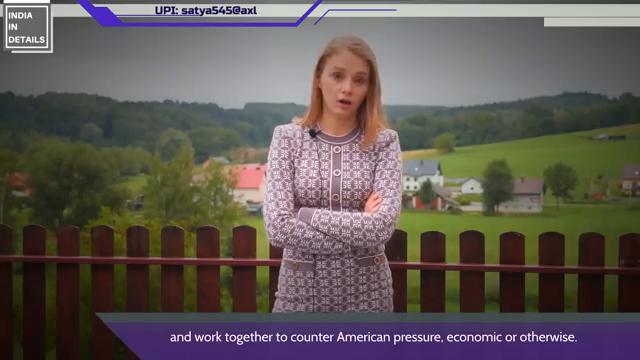 UPI: satya545@axl
INDIA
IN
DETAILS
and work together to counter American pressure, economic or otherwise.